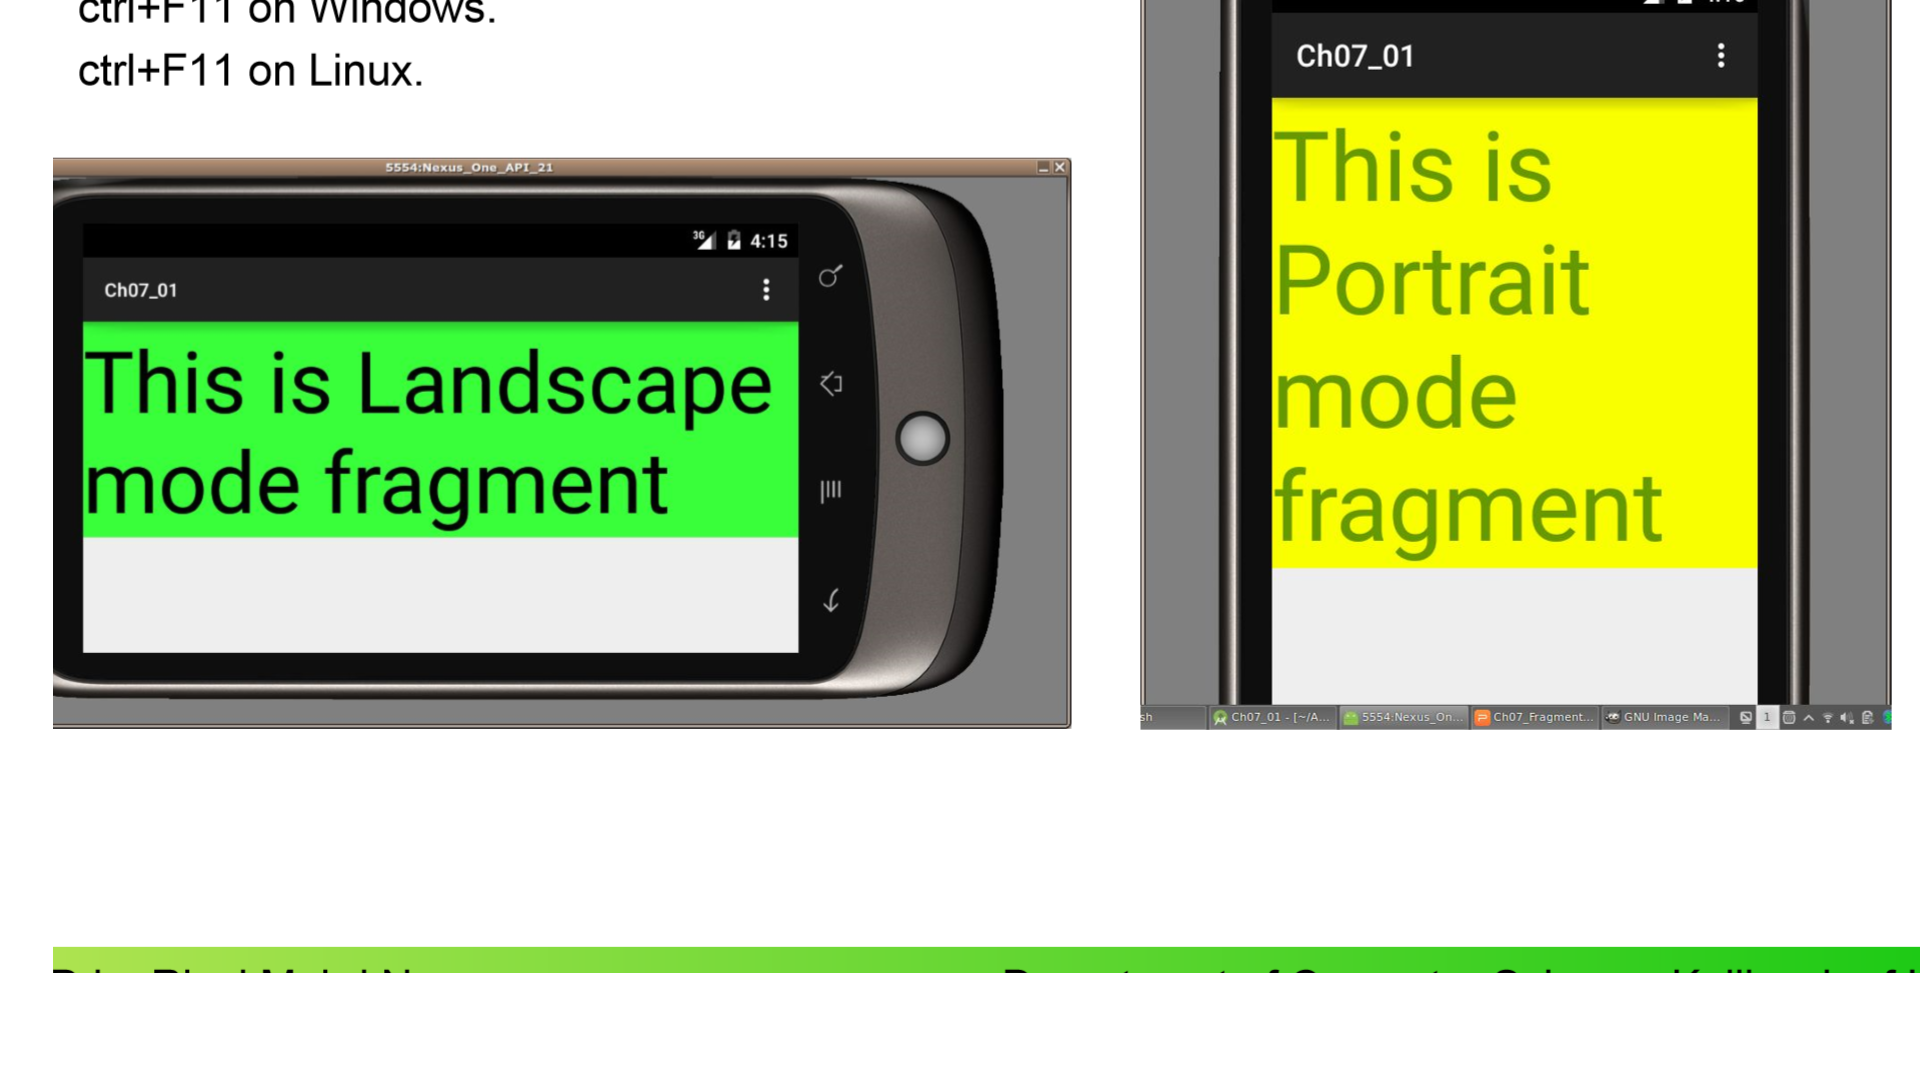 ctrl+F11 on Windows.
ctrl+F11 on Linux.
5554:Nexus_One_API_21
3G 4:15
Ch07_01
This is Landscape
mode fragment
Ch07_01
This is
Portrait
mode
fragment
sh Ch07_01 - [~/A... 5554:Nexus_On... Ch07_Fragment... GNU Image Ma... 1